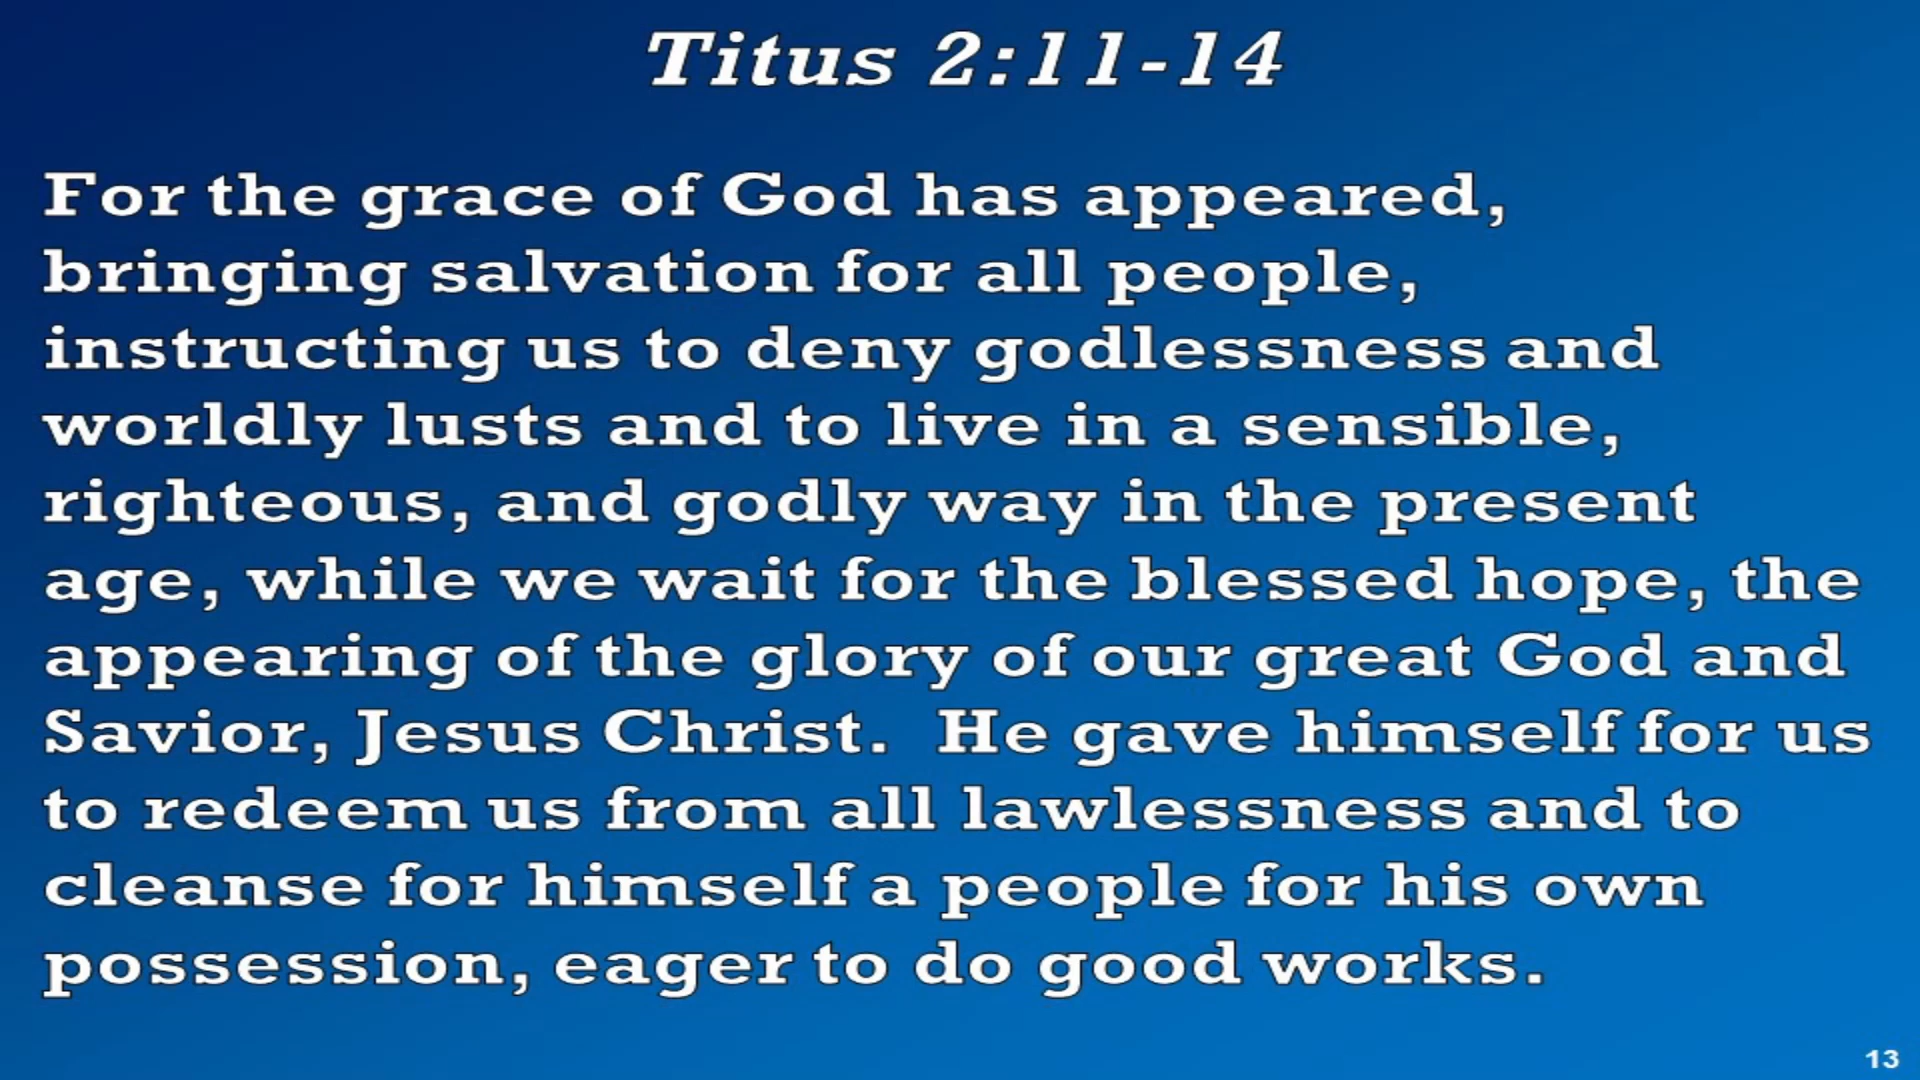 Titus 2:11-14
For the grace of God has appeared,
bringing salvation for all people,
instructing us to deny godlessness and
worldly lusts and to live in a sensible,
righteous, and godly way in the present
age, while we wait for the blessed hope, the
appearing of the glory of our great God and
Savior, Jesus Christ.  He gave himself for us
to redeem us from all lawlessness and to
cleanse for himself a people for his own
possession, eager to do good works.
13